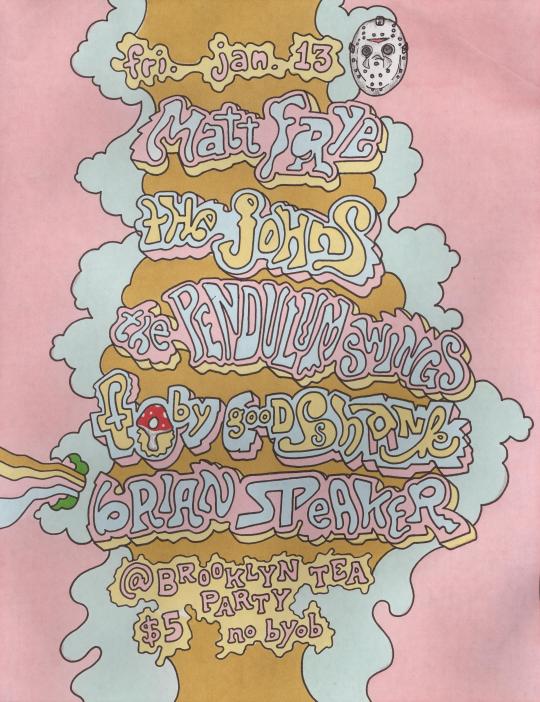 fri. jan. 13
Matt Frye
the Johns
the PENDULUM SWINGS
toby gooDSshank
bRIAN SPEAKER
@ BROOKLYN TEA
PARTY
$5 no byob